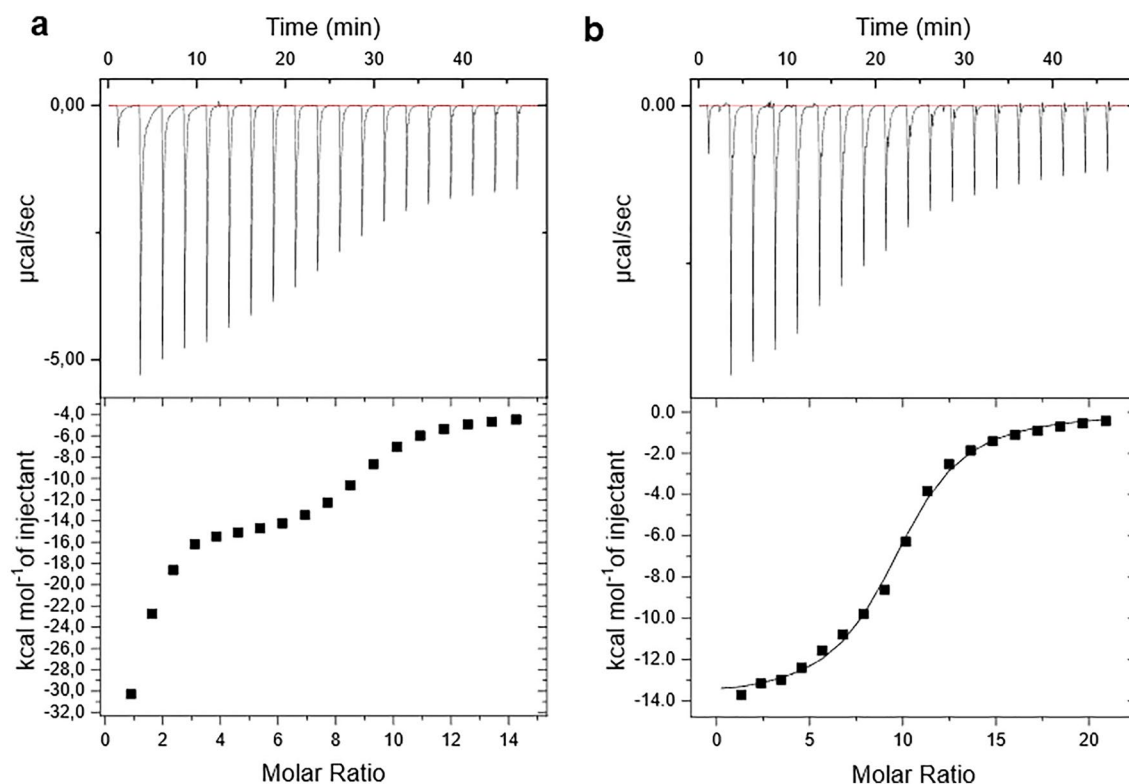 a
Time (min)
0 10 20 30 40
0,00
µcal/sec
-5,00
-4,0
-6,0
-8,0
-10,0
-12,0
-14,0
-16,0
-18,0
-20,0
-22,0
-24,0
-26,0
-28,0
-30,0
-32,0
kcal mol⁻¹of injectant
0 2 4 6 8 10 12 14
Molar Ratio
b
Time (min)
0 10 20 30 40
0.00
µcal/sec
0.0
-2.0
-4.0
-6.0
-8.0
-10.0
-12.0
-14.0
kcal mol⁻¹of injectant
0 5 10 15 20
Molar Ratio